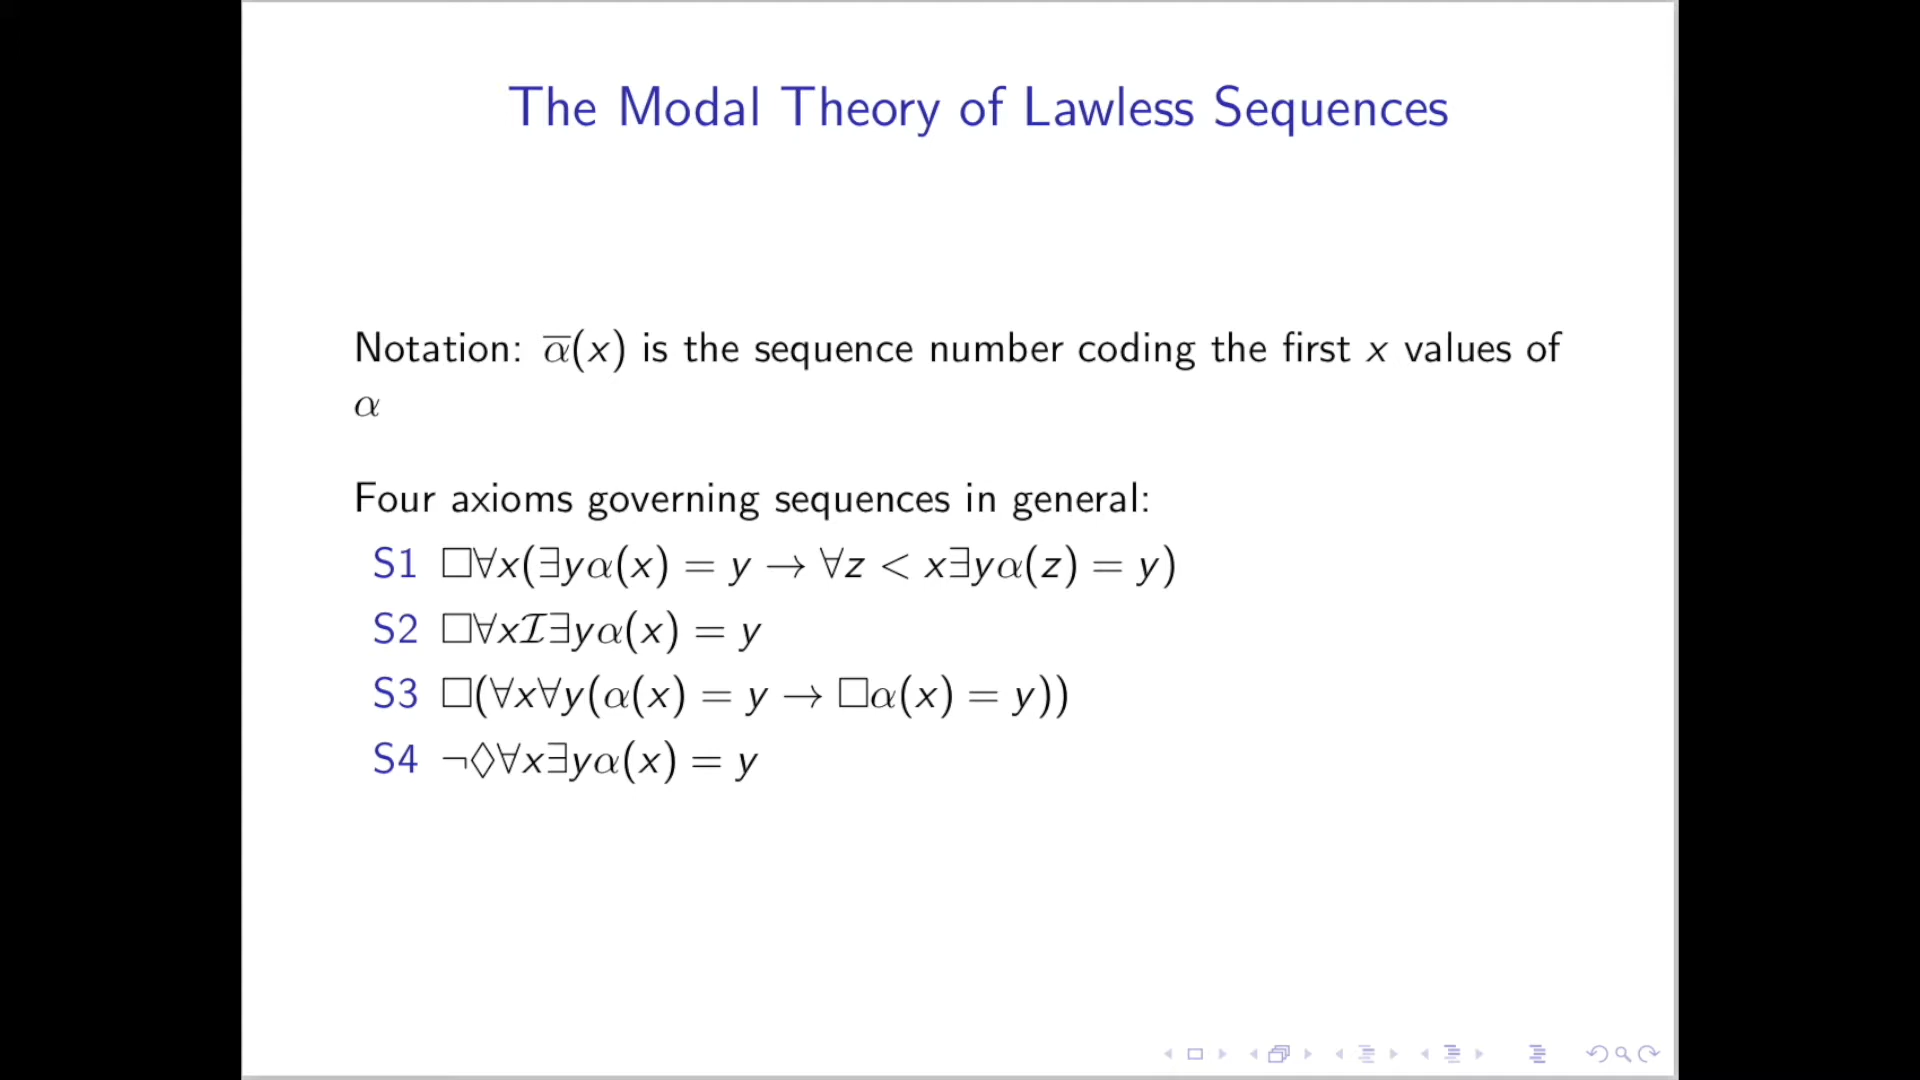 The Modal Theory of Lawless Sequences
Notation: α̅(x) is the sequence number coding the first x values of
α
Four axioms governing sequences in general:
S1 □∀x(∃yα(x) = y → ∀z < x∃yα(z) = y)
S2 □∀xℐ∃yα(x) = y
S3 □(∀x∀y(α(x) = y → □α(x) = y))
S4 ¬◊∀x∃yα(x) = y